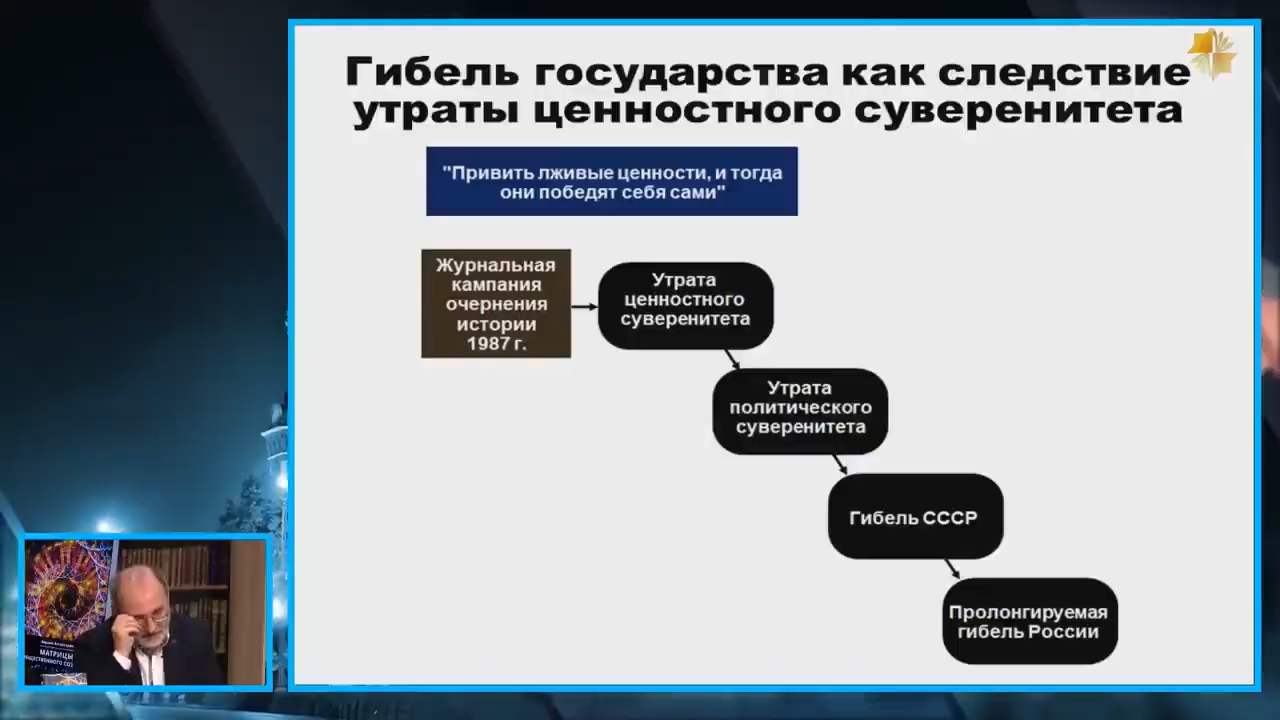 Гибель государства как следствие
утраты ценностного суверенитета
"Привить лживые ценности, и тогда
они победят себя сами"
Журнальная
кампания
очернения
истории
1987 г.
Утрата
ценностного
суверенитета
Утрата
политического
суверенитета
Гибель СССР
Пролонгируемая
гибель России
МАТРИЦЫ